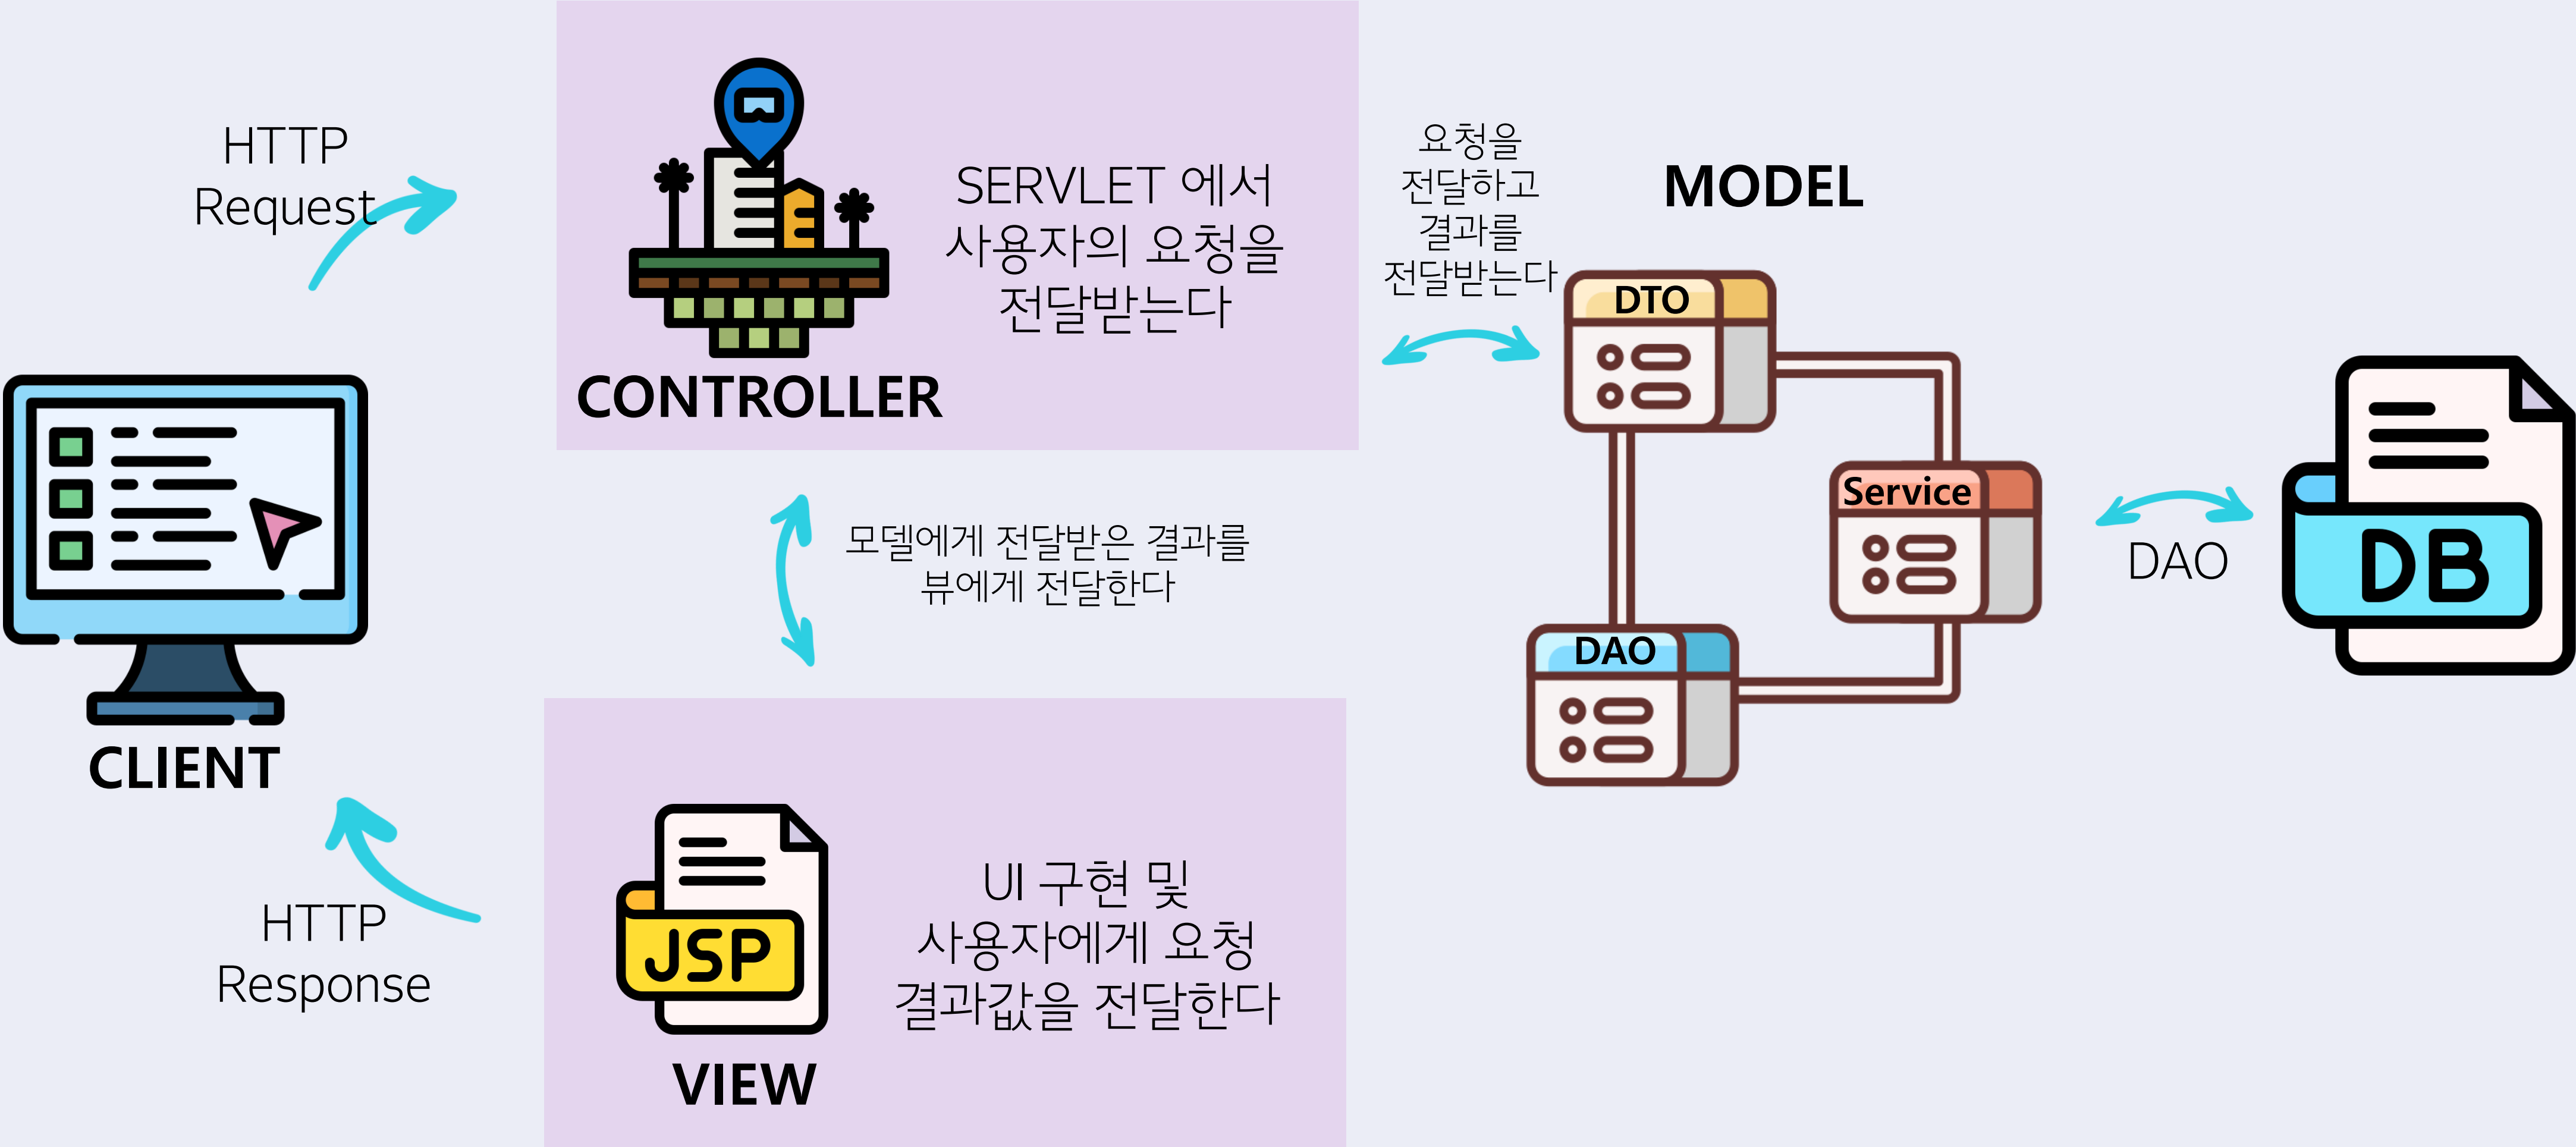 HTTP
Request
SERVLET 에서
사용자의 요청을
전달받는다
CONTROLLER
요청을
전달하고
결과를
전달받는다
MODEL
DTO
Service
DAO
DAO
DB
모델에게 전달받은 결과를
뷰에게 전달한다
CLIENT
HTTP
Response
JSP
UI 구현 및
사용자에게 요청
결과값을 전달한다
VIEW